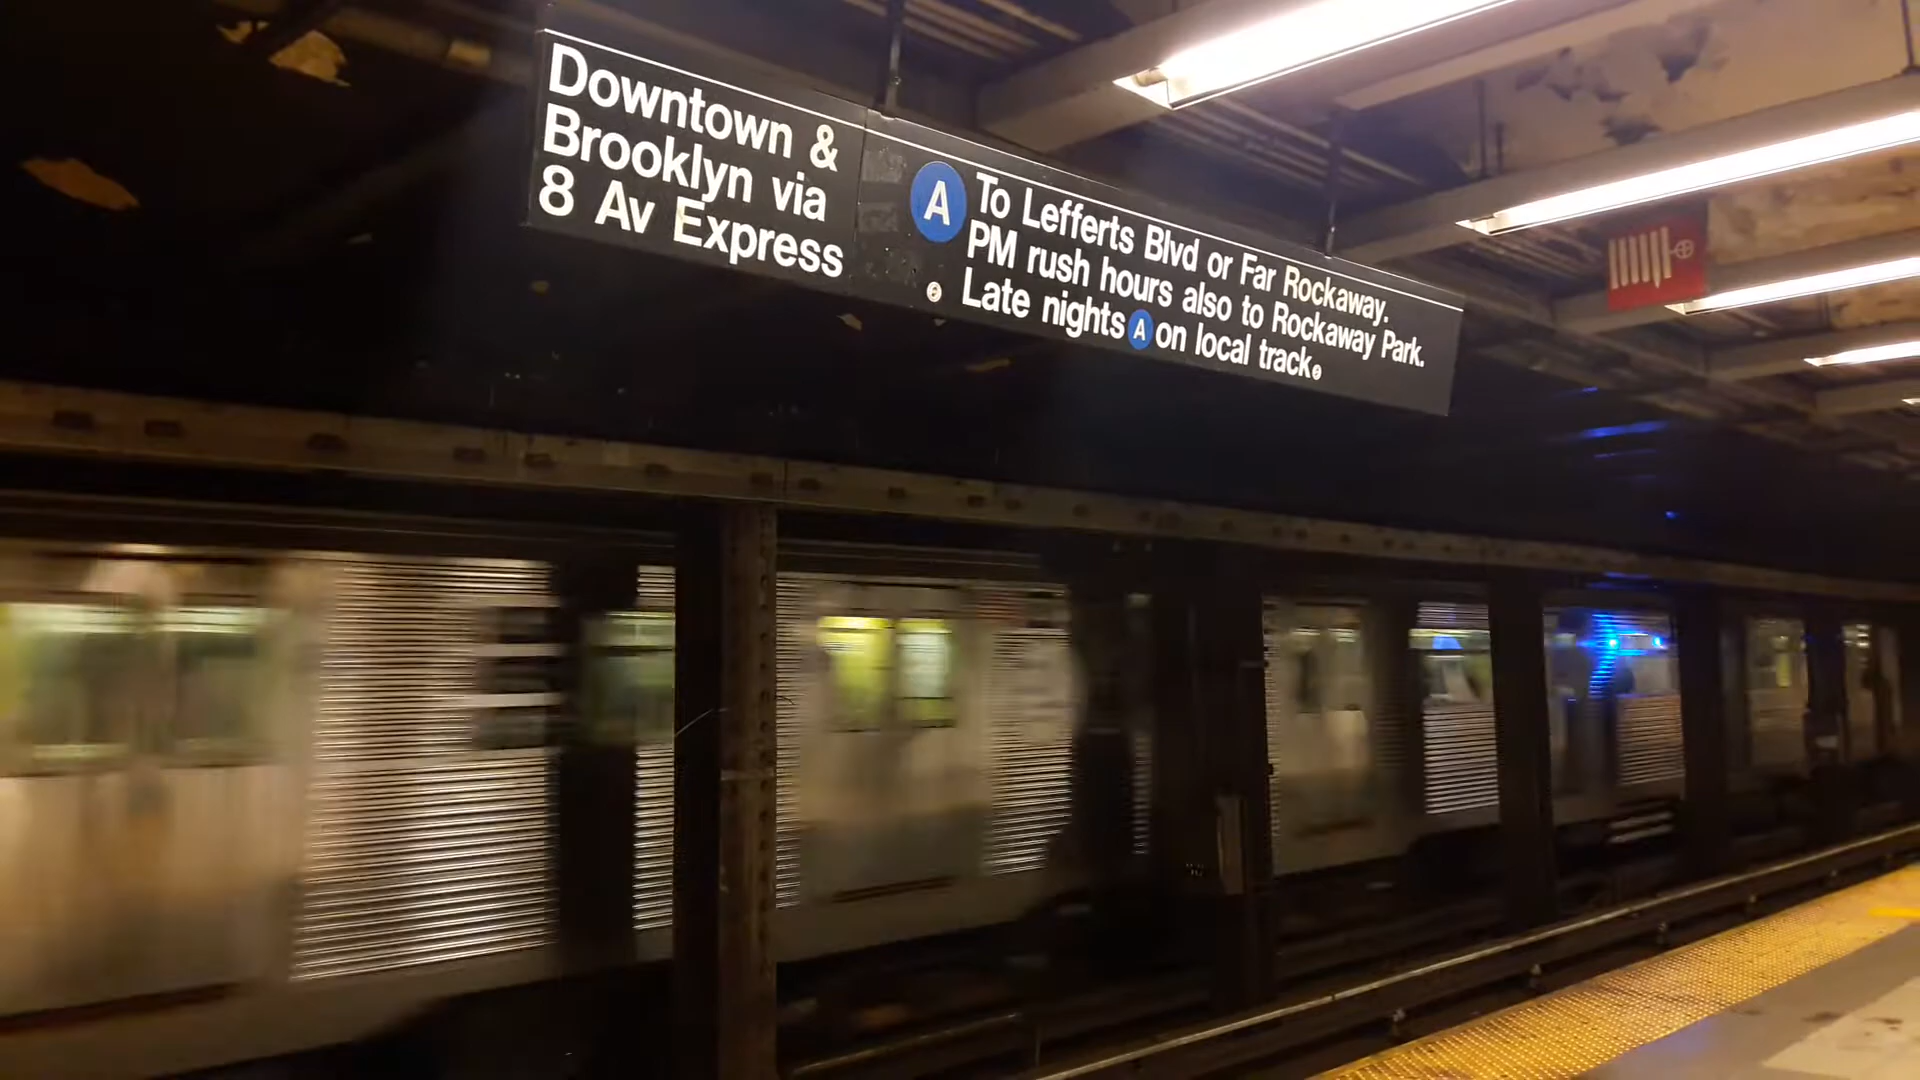 Downtown &
Brooklyn via
8 Av Express
A To Lefferts Blvd or Far Rockaway.
PM rush hours also to Rockaway Park.
Late nights A on local track.